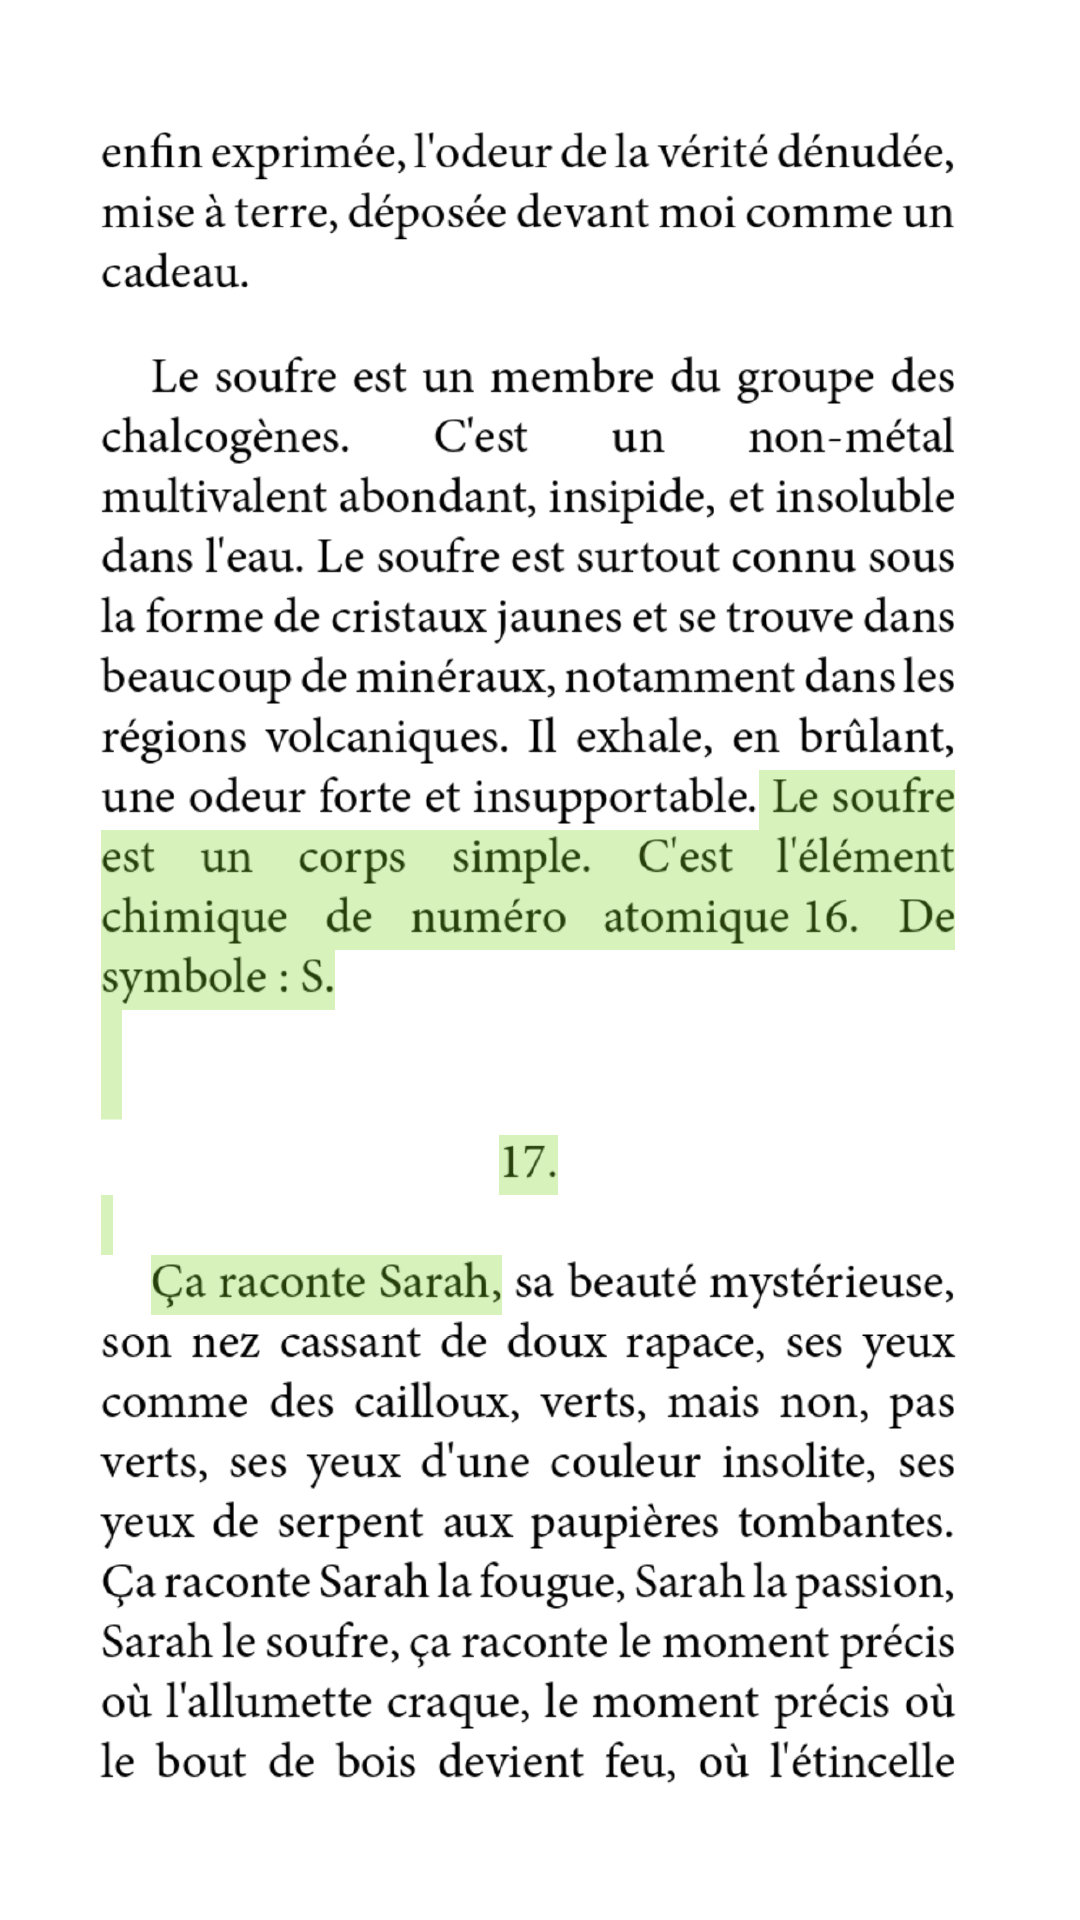 enfin exprimée, l'odeur de la vérité dénudée,
mise à terre, déposée devant moi comme un
cadeau.
Le soufre est un membre du groupe des
chalcogènes. C'est un non-métal
multivalent abondant, insipide, et insoluble
dans l'eau. Le soufre est surtout connu sous
la forme de cristaux jaunes et se trouve dans
beaucoup de minéraux, notamment dans les
régions volcaniques. Il exhale, en brûlant,
une odeur forte et insupportable. Le soufre
est un corps simple. C'est l'élément
chimique de numéro atomique 16. De
symbole : S.
17.
Ça raconte Sarah, sa beauté mystérieuse,
son nez cassant de doux rapace, ses yeux
comme des cailloux, verts, mais non, pas
verts, ses yeux d'une couleur insolite, ses
yeux de serpent aux paupières tombantes.
Ça raconte Sarah la fougue, Sarah la passion,
Sarah le soufre, ça raconte le moment précis
où l'allumette craque, le moment précis où
le bout de bois devient feu, où l'étincelle